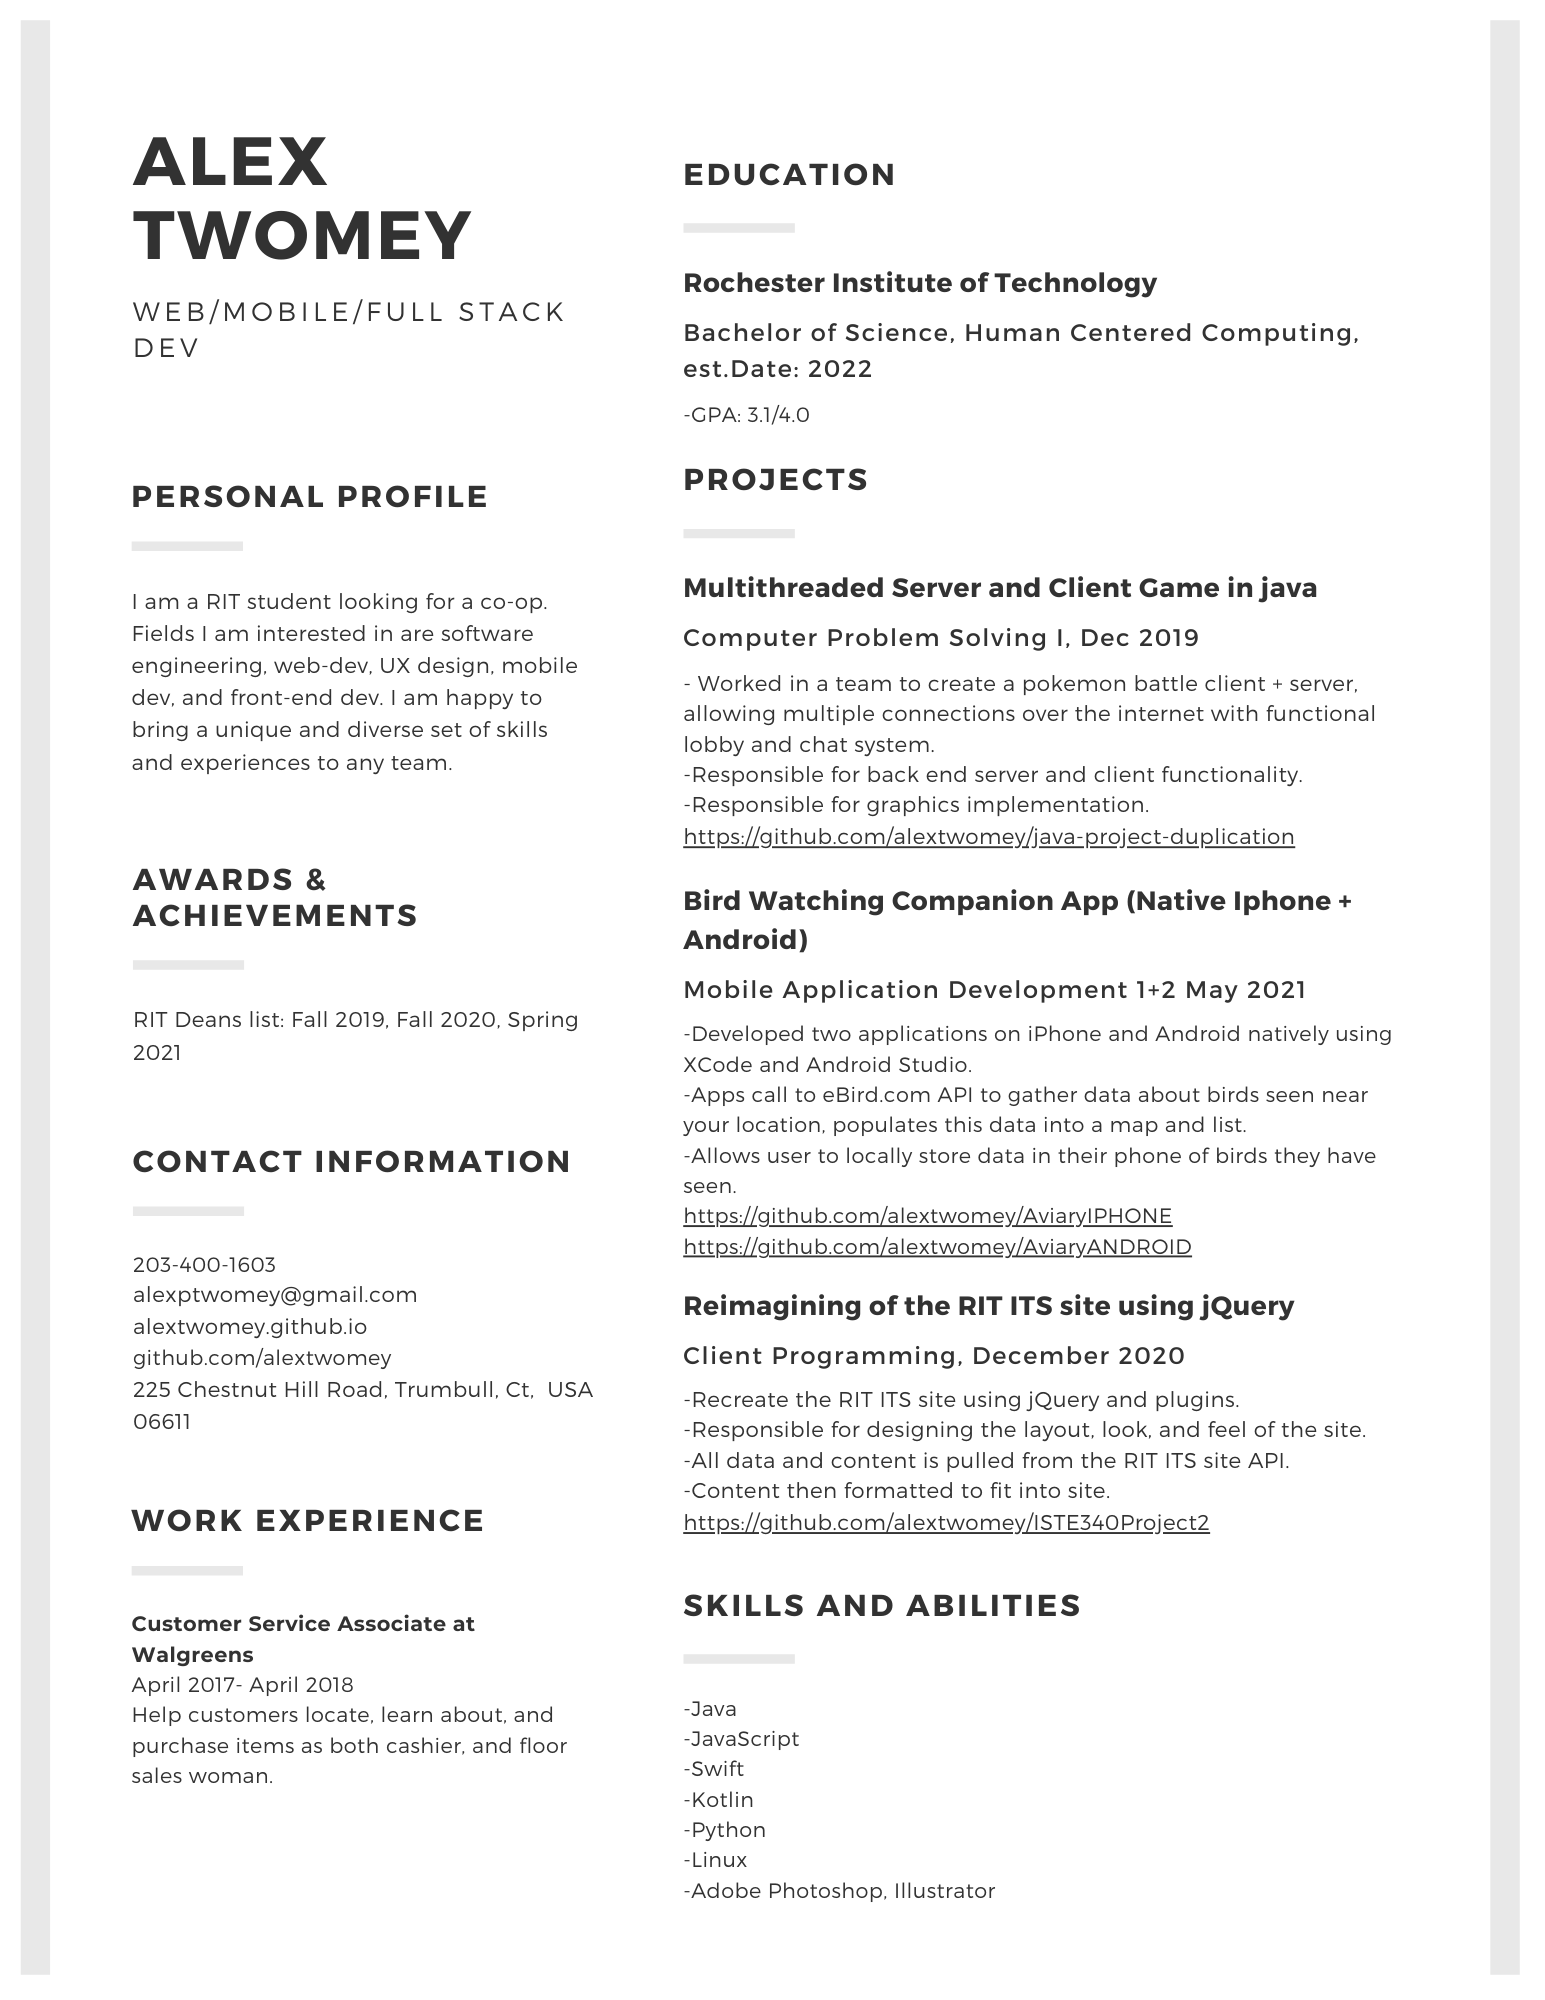 ALEX
TWOMEY
WEB/MOBILE/FULL STACK
DEV
PERSONAL PROFILE
I am a RIT student looking for a co-op.
Fields I am interested in are software
engineering, web-dev, UX design, mobile
dev, and front-end dev. I am happy to
bring a unique and diverse set of skills
and experiences to any team.
AWARDS &
ACHIEVEMENTS
RIT Deans list: Fall 2019, Fall 2020, Spring
2021
CONTACT INFORMATION
203-400-1603
alexptwomey@gmail.com
alextwomey.github.io
github.com/alextwomey
225 Chestnut Hill Road, Trumbull, Ct,  USA
06611
WORK EXPERIENCE
Customer Service Associate at
Walgreens
April 2017- April 2018
Help customers locate, learn about, and
purchase items as both cashier, and floor
sales woman.
EDUCATION
Rochester Institute of Technology
Bachelor of Science, Human Centered Computing,
est.Date: 2022
-GPA: 3.1/4.0
PROJECTS
Multithreaded Server and Client Game in java
Computer Problem Solving I, Dec 2019
- Worked in a team to create a pokemon battle client + server,
allowing multiple connections over the internet with functional
lobby and chat system.
-Responsible for back end server and client functionality.
-Responsible for graphics implementation.
https://github.com/alextwomey/java-project-duplication
Bird Watching Companion App (Native Iphone +
Android)
Mobile Application Development 1+2 May 2021
-Developed two applications on iPhone and Android natively using
XCode and Android Studio.
-Apps call to eBird.com API to gather data about birds seen near
your location, populates this data into a map and list.
-Allows user to locally store data in their phone of birds they have
seen.
https://github.com/alextwomey/AviaryIPHONE
https://github.com/alextwomey/AviaryANDROID
Reimagining of the RIT ITS site using jQuery
Client Programming, December 2020
-Recreate the RIT ITS site using jQuery and plugins.
-Responsible for designing the layout, look, and feel of the site.
-All data and content is pulled from the RIT ITS site API.
-Content then formatted to fit into site.
https://github.com/alextwomey/ISTE340Project2
SKILLS AND ABILITIES
-Java
-JavaScript
-Swift
-Kotlin
-Python
-Linux
-Adobe Photoshop, Illustrator